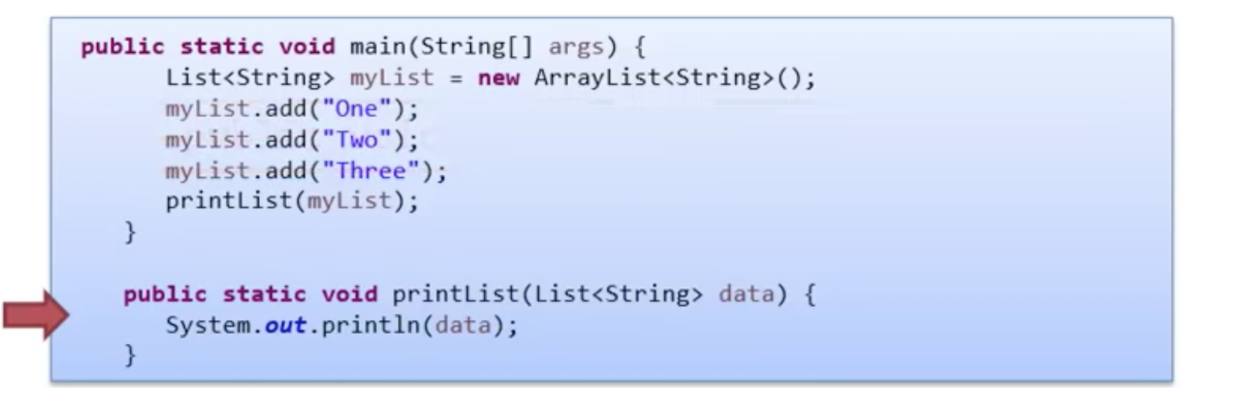 public static void main(String[] args) {
List<String> myList = new ArrayList<String>();
myList.add("One");
myList.add("Two");
myList.add("Three");
printList(myList);
}
public static void printList(List<String> data) {
System.out.println(data);
}